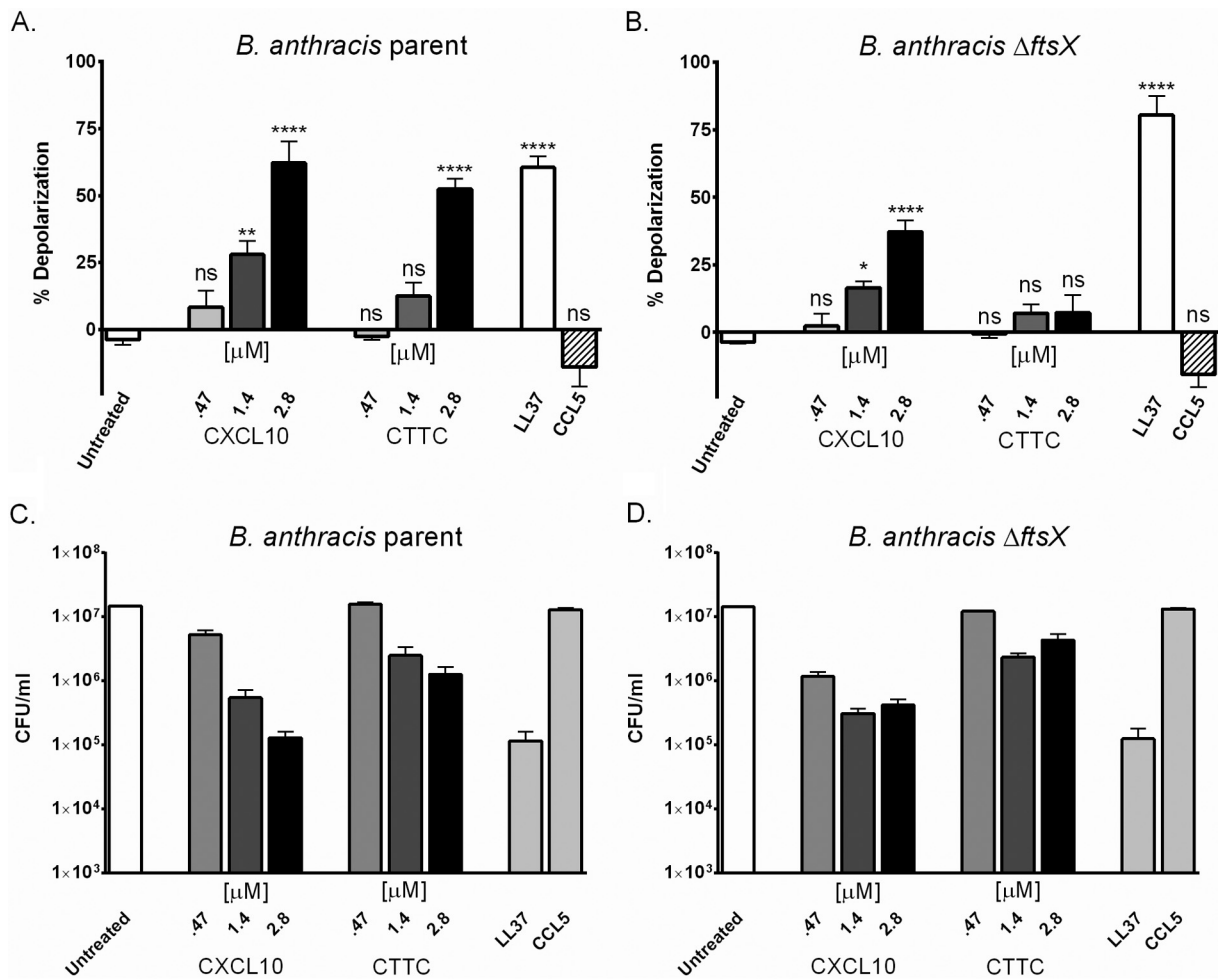 A.
B. anthracis parent
% Depolarization
100
75
50
25
0
ns
**
****
ns
ns
****
****
ns
[µM]
[µM]
Untreated
.47
1.4
2.8
.47
1.4
2.8
LL37
CCL5
CXCL10
CTTC
B.
B. anthracis ΔftsX
% Depolarization
100
75
50
25
0
ns
*
****
ns
ns
ns
****
ns
[µM]
[µM]
Untreated
.47
1.4
2.8
.47
1.4
2.8
LL37
CCL5
CXCL10
CTTC
C.
B. anthracis parent
CFU/ml
1×10⁸
1×10⁷
1×10⁶
1×10⁵
1×10⁴
1×10³
[µM]
[µM]
Untreated
.47
1.4
2.8
.47
1.4
2.8
LL37
CCL5
CXCL10
CTTC
D.
B. anthracis ΔftsX
CFU/ml
1×10⁸
1×10⁷
1×10⁶
1×10⁵
1×10⁴
1×10³
[µM]
[µM]
Untreated
.47
1.4
2.8
.47
1.4
2.8
LL37
CCL5
CXCL10
CTTC